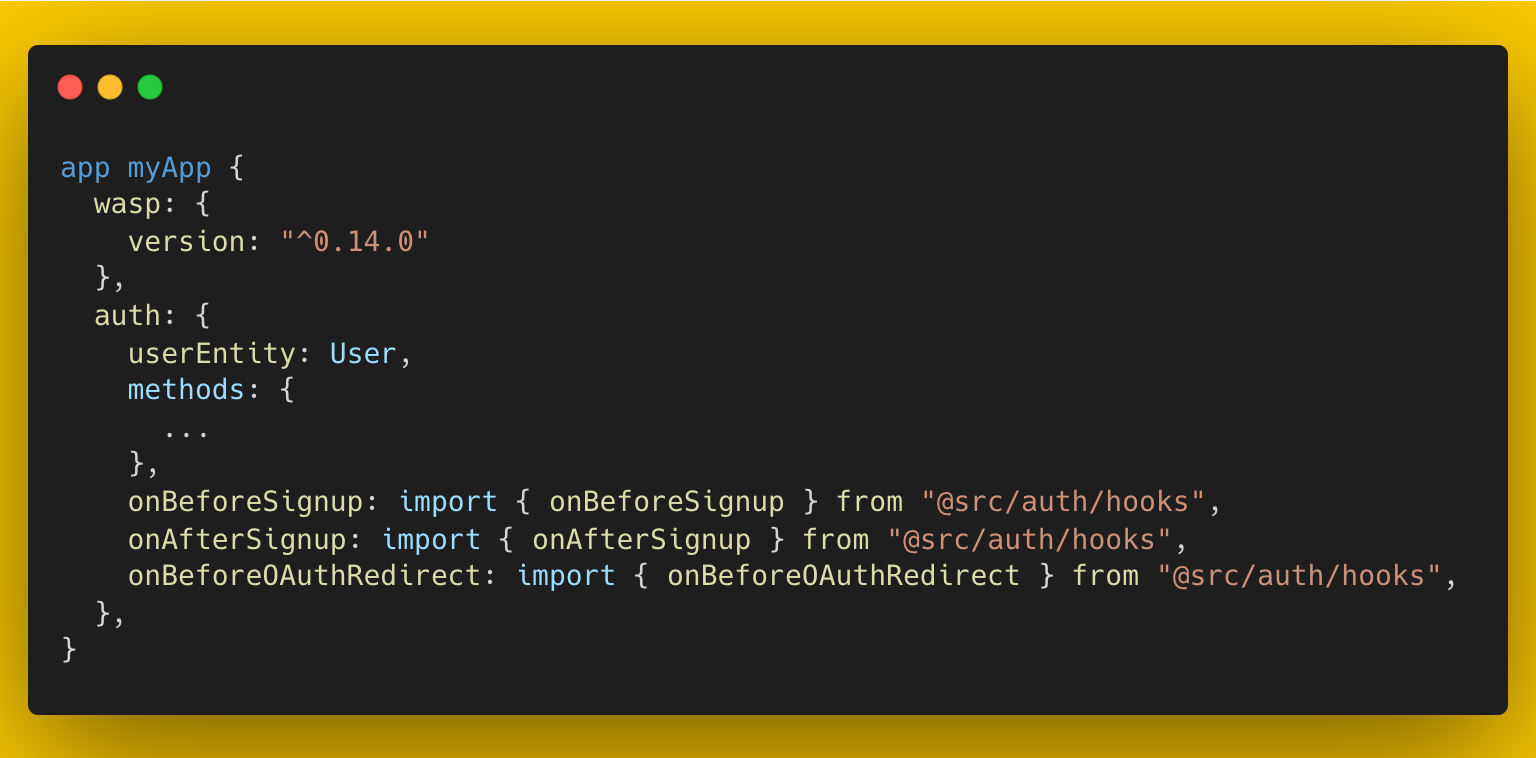 app myApp {
  wasp: {
    version: "^0.14.0"
  },
  auth: {
    userEntity: User,
    methods: {
      ...
    },
    onBeforeSignup: import { onBeforeSignup } from "@src/auth/hooks",
    onAfterSignup: import { onAfterSignup } from "@src/auth/hooks",
    onBeforeOAuthRedirect: import { onBeforeOAuthRedirect } from "@src/auth/hooks",
  },
}